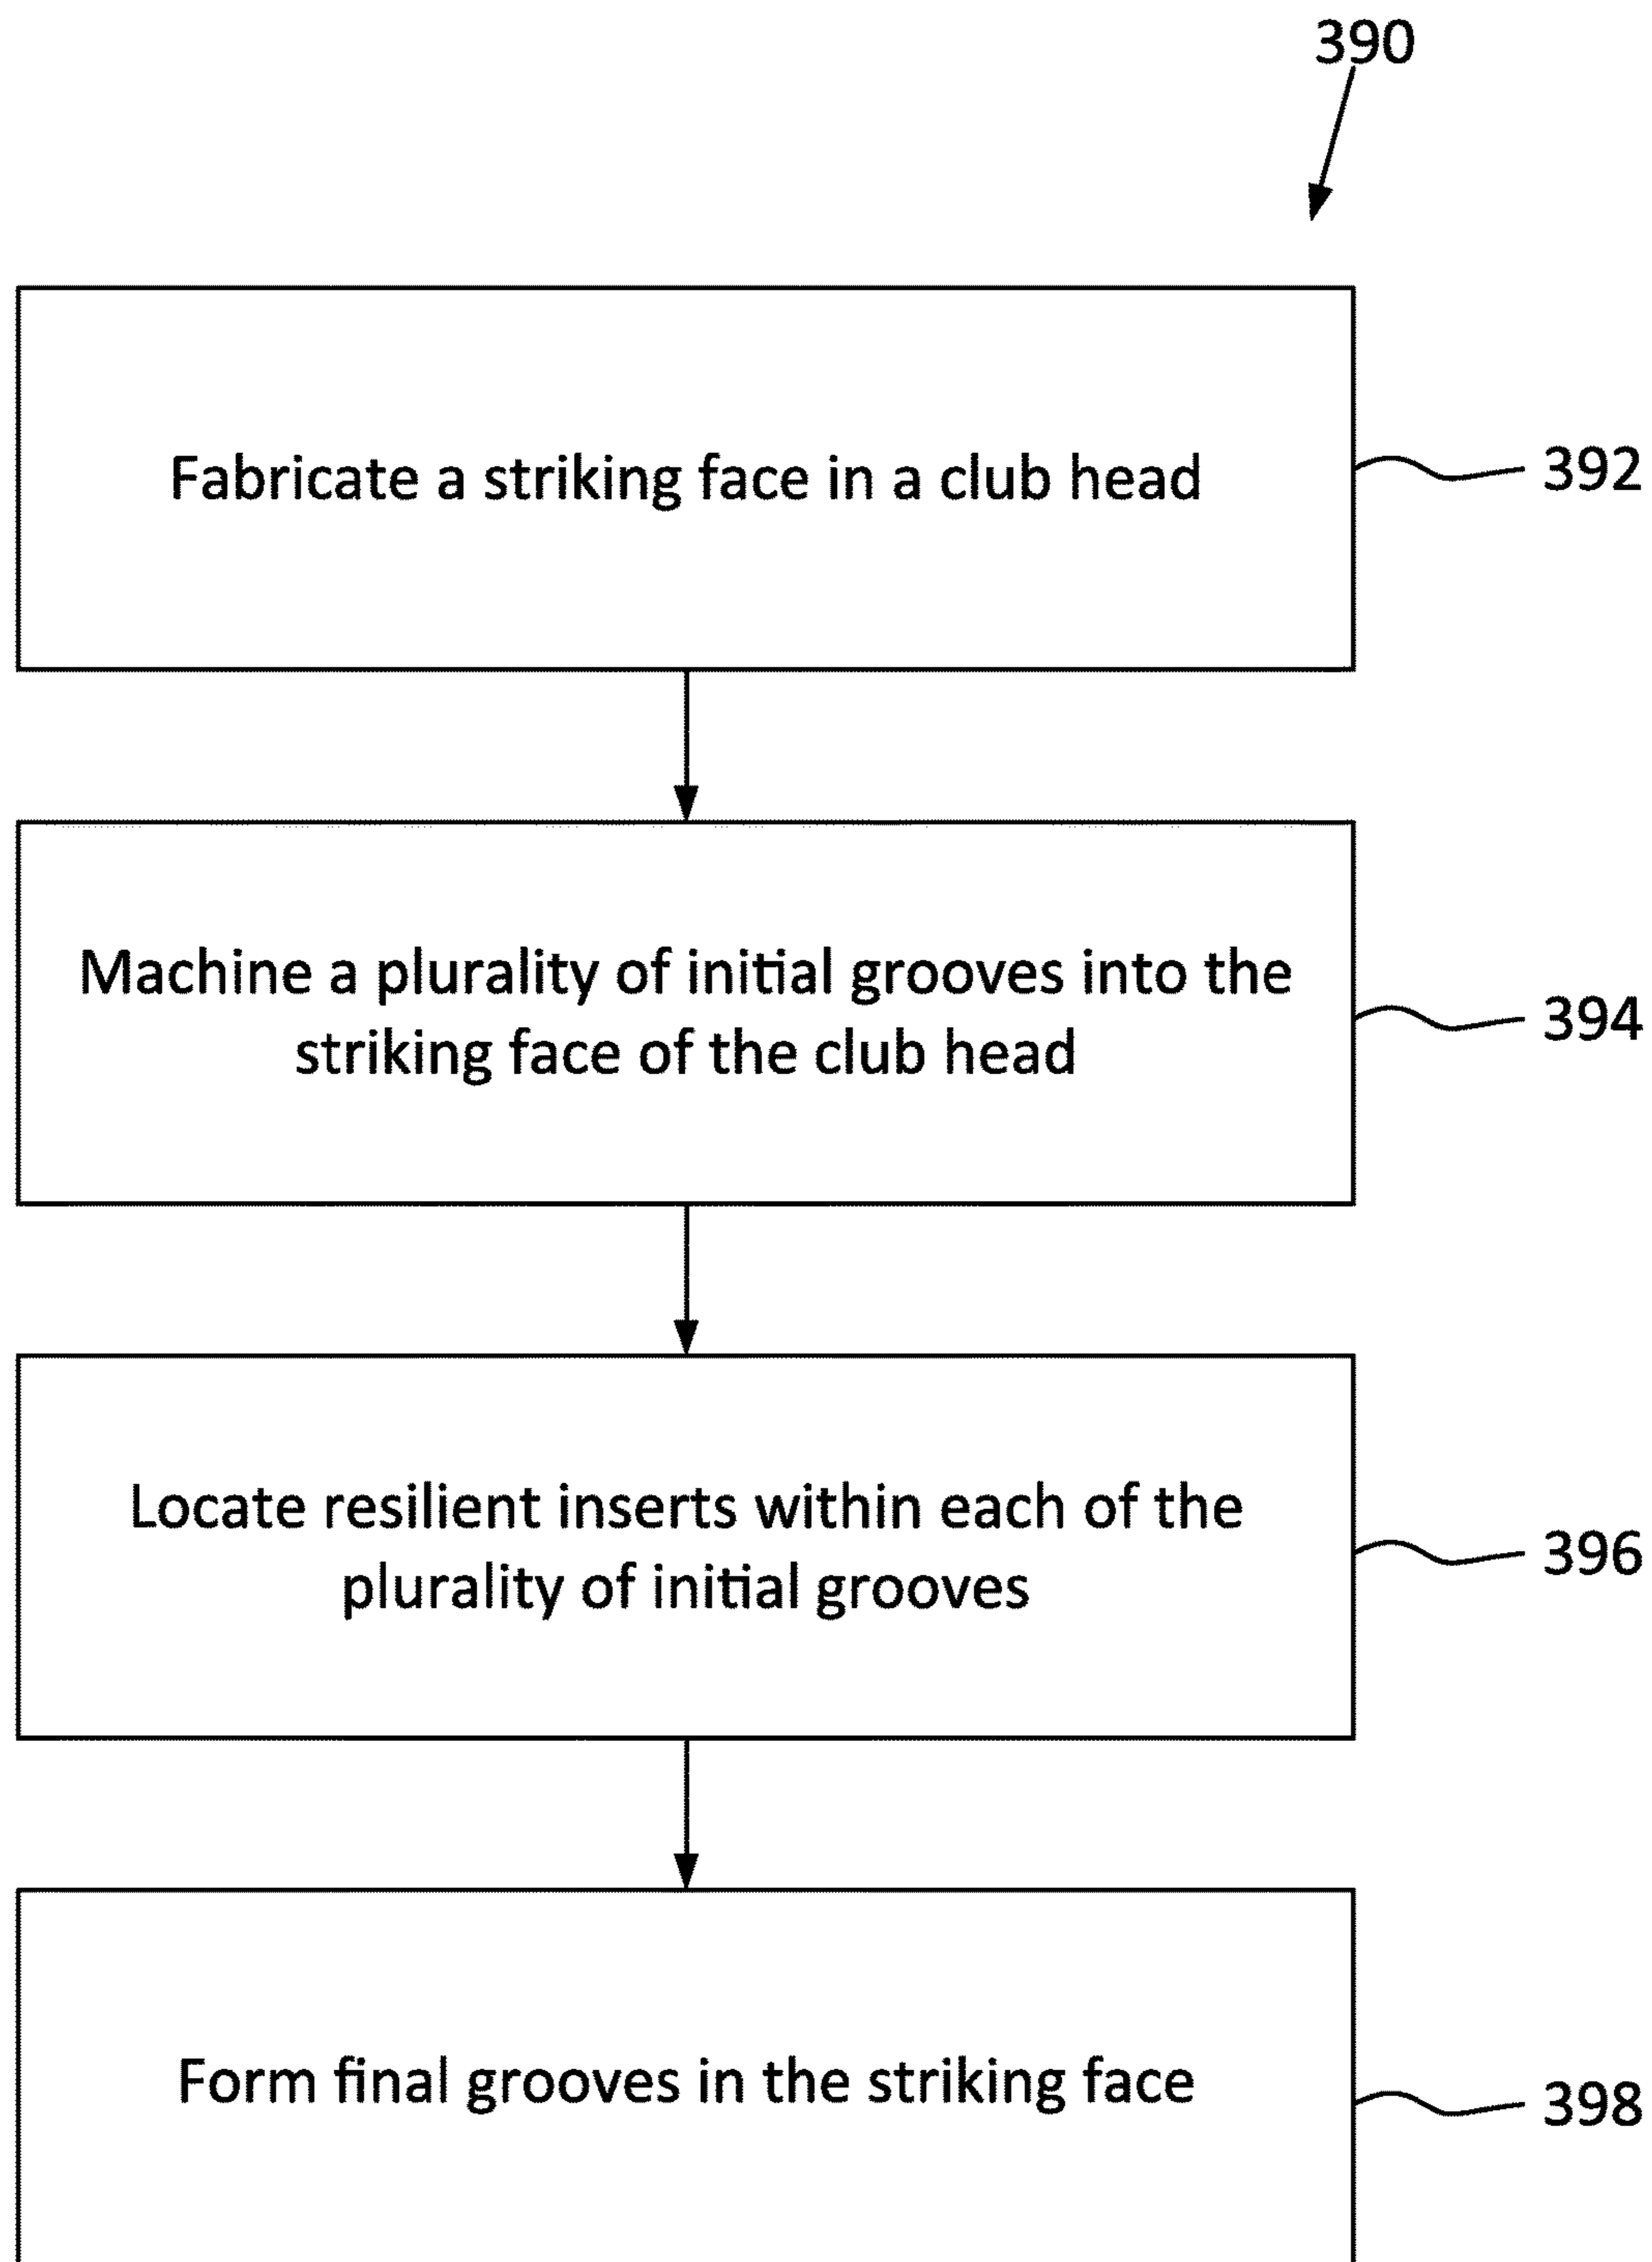 390
Fabricate a striking face in a club head
392
Machine a plurality of initial grooves into the
striking face of the club head
394
Locate resilient inserts within each of the
plurality of initial grooves
396
Form final grooves in the striking face
398